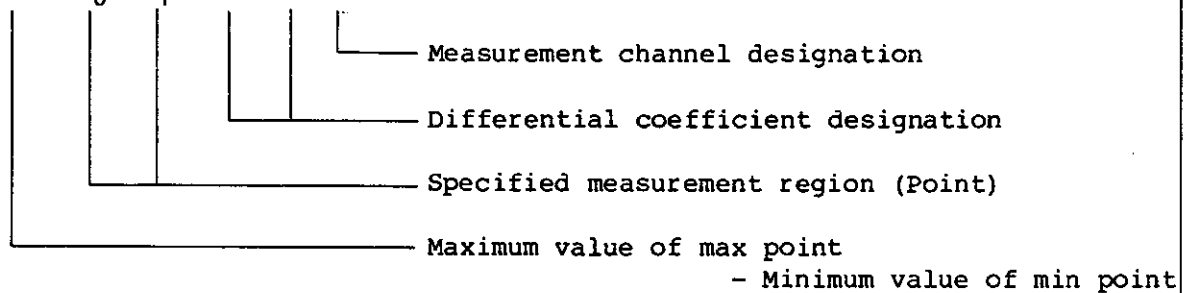 Measurement channel designation
Differential coefficient designation
Specified measurement region (Point)
Maximum value of max point
- Minimum value of min point